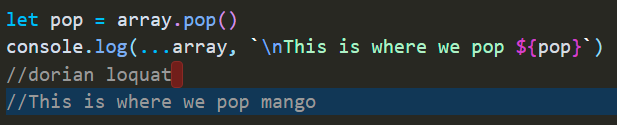 let pop = array.pop()
console.log(...array, `\nThis is where we pop ${pop}`)
//dorian loquat
//This is where we pop mango